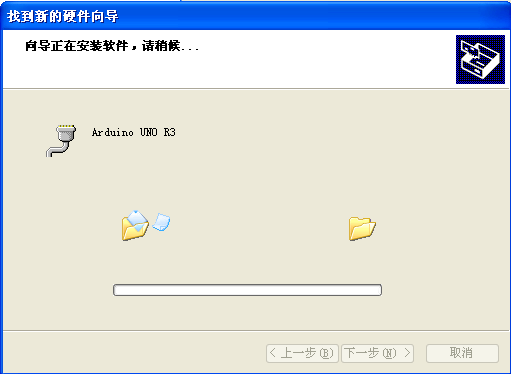 找到新的硬件向导
向导正在安装软件，请稍候...
Arduino UNO R3
< 上一步(B) 下一步(N) > 取消